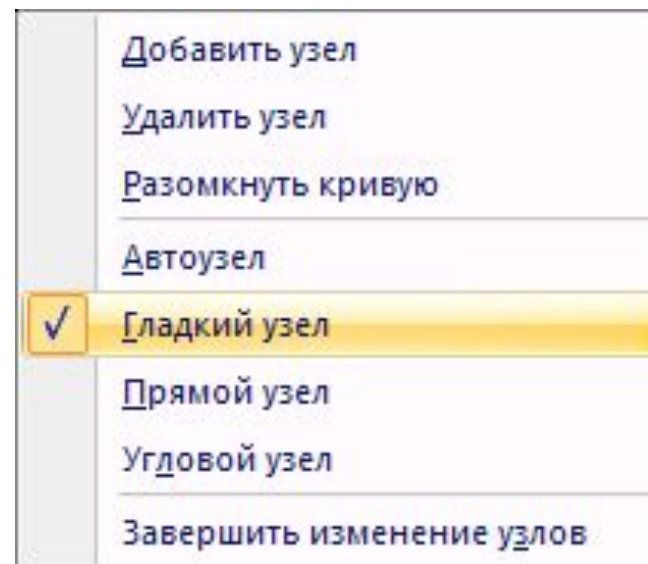 Добавить узел
Удалить узел
Разомкнуть кривую
Автоузел
Гладкий узел
Прямой узел
Угловой узел
Завершить изменение узлов